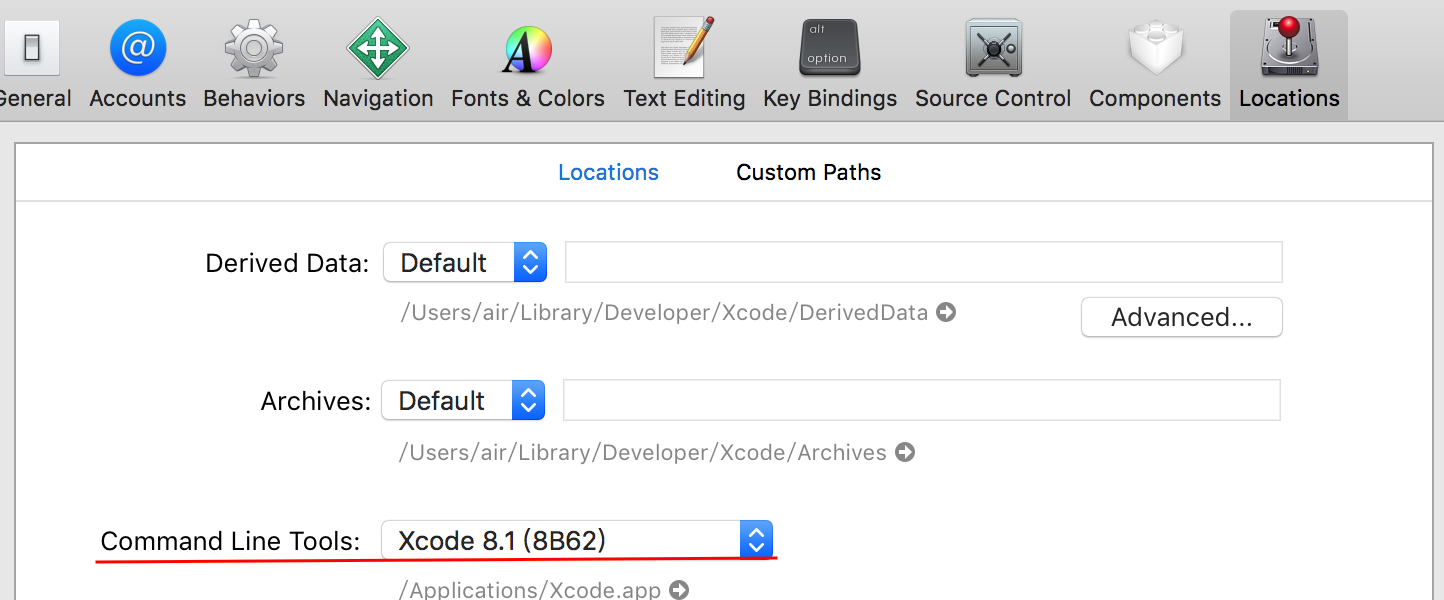 @
A
alt
option
General Accounts Behaviors Navigation Fonts & Colors Text Editing Key Bindings Source Control Components Locations
Locations Custom Paths
Derived Data: Default
/Users/air/Library/Developer/Xcode/DerivedData
Advanced...
Archives: Default
/Users/air/Library/Developer/Xcode/Archives
Command Line Tools: Xcode 8.1 (8B62)
/Applications/Xcode.app